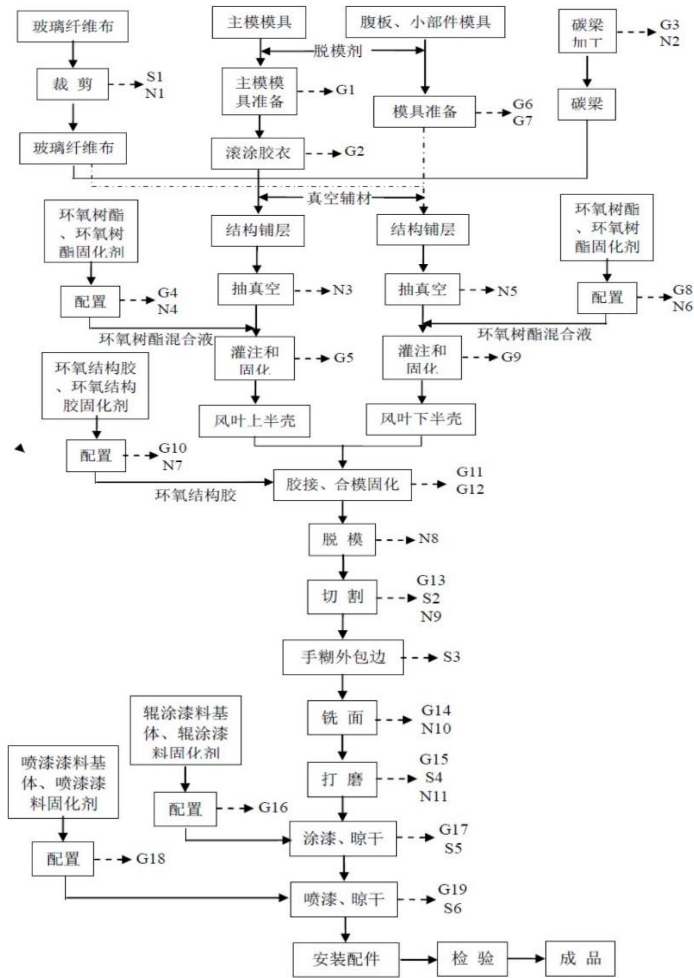 玻璃纤维布
主模模具
腹板、小部件模具
碳梁
加工
G3
N2
脱模剂
裁 剪
S1
N1
主模模
具准备
G1
模具准备
G6
G7
碳梁
玻璃纤维布
滚涂胶衣
G2
真空辅材
环氧树酯
、环氧树
酯固化剂
结构铺层
结构铺层
环氧树酯
、环氧树
酯固化剂
配置
G4
N4
抽真空
N3
抽真空
N5
配置
G8
N6
环氧树酯混合液
环氧树酯混合液
灌注和
固化
G5
灌注和
固化
G9
环氧结构胶
、环氧结构
胶固化剂
风叶上半壳
风叶下半壳
配置
G10
N7
环氧结构胶
胶接、合模固化
G11
G12
脱 模
N8
切 割
G13
S2
N9
手糊外包边
S3
铣 面
G14
N10
辊涂漆料基
体、辊涂漆
料固化剂
打 磨
G15
S4
N11
喷漆漆料基
体、喷漆漆
料固化剂
配置
G16
涂漆、晾干
G17
S5
配置
G18
喷漆、晾干
G19
S6
安装配件
检 验
成 品